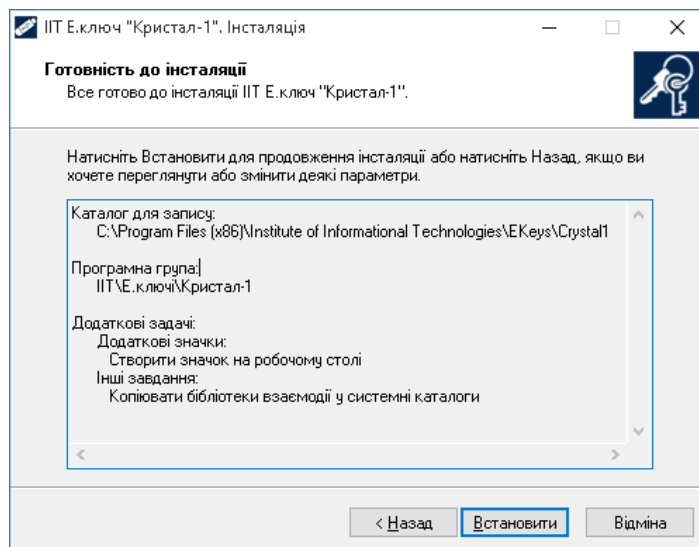 ІІТ Е.ключ "Кристал-1". Інсталяція
Готовність до інсталяції
Все готово до інсталяції ІІТ Е.ключ "Кристал-1".
Натисніть Встановити для продовження інсталяції або натисніть Назад, якщо ви
хочете переглянути або змінити деякі параметри.
Каталог для запису:
C:\Program Files (x86)\Institute of Informational Technologies\EKeys\Crystal1
Програмна група:
ІІТ\Е.ключі\Кристал-1
Додаткові задачі:
Додаткові значки:
Створити значок на робочому столі
Інші завдання:
Копіювати бібліотеки взаємодії у системні каталоги
< Назад
Встановити
Відміна